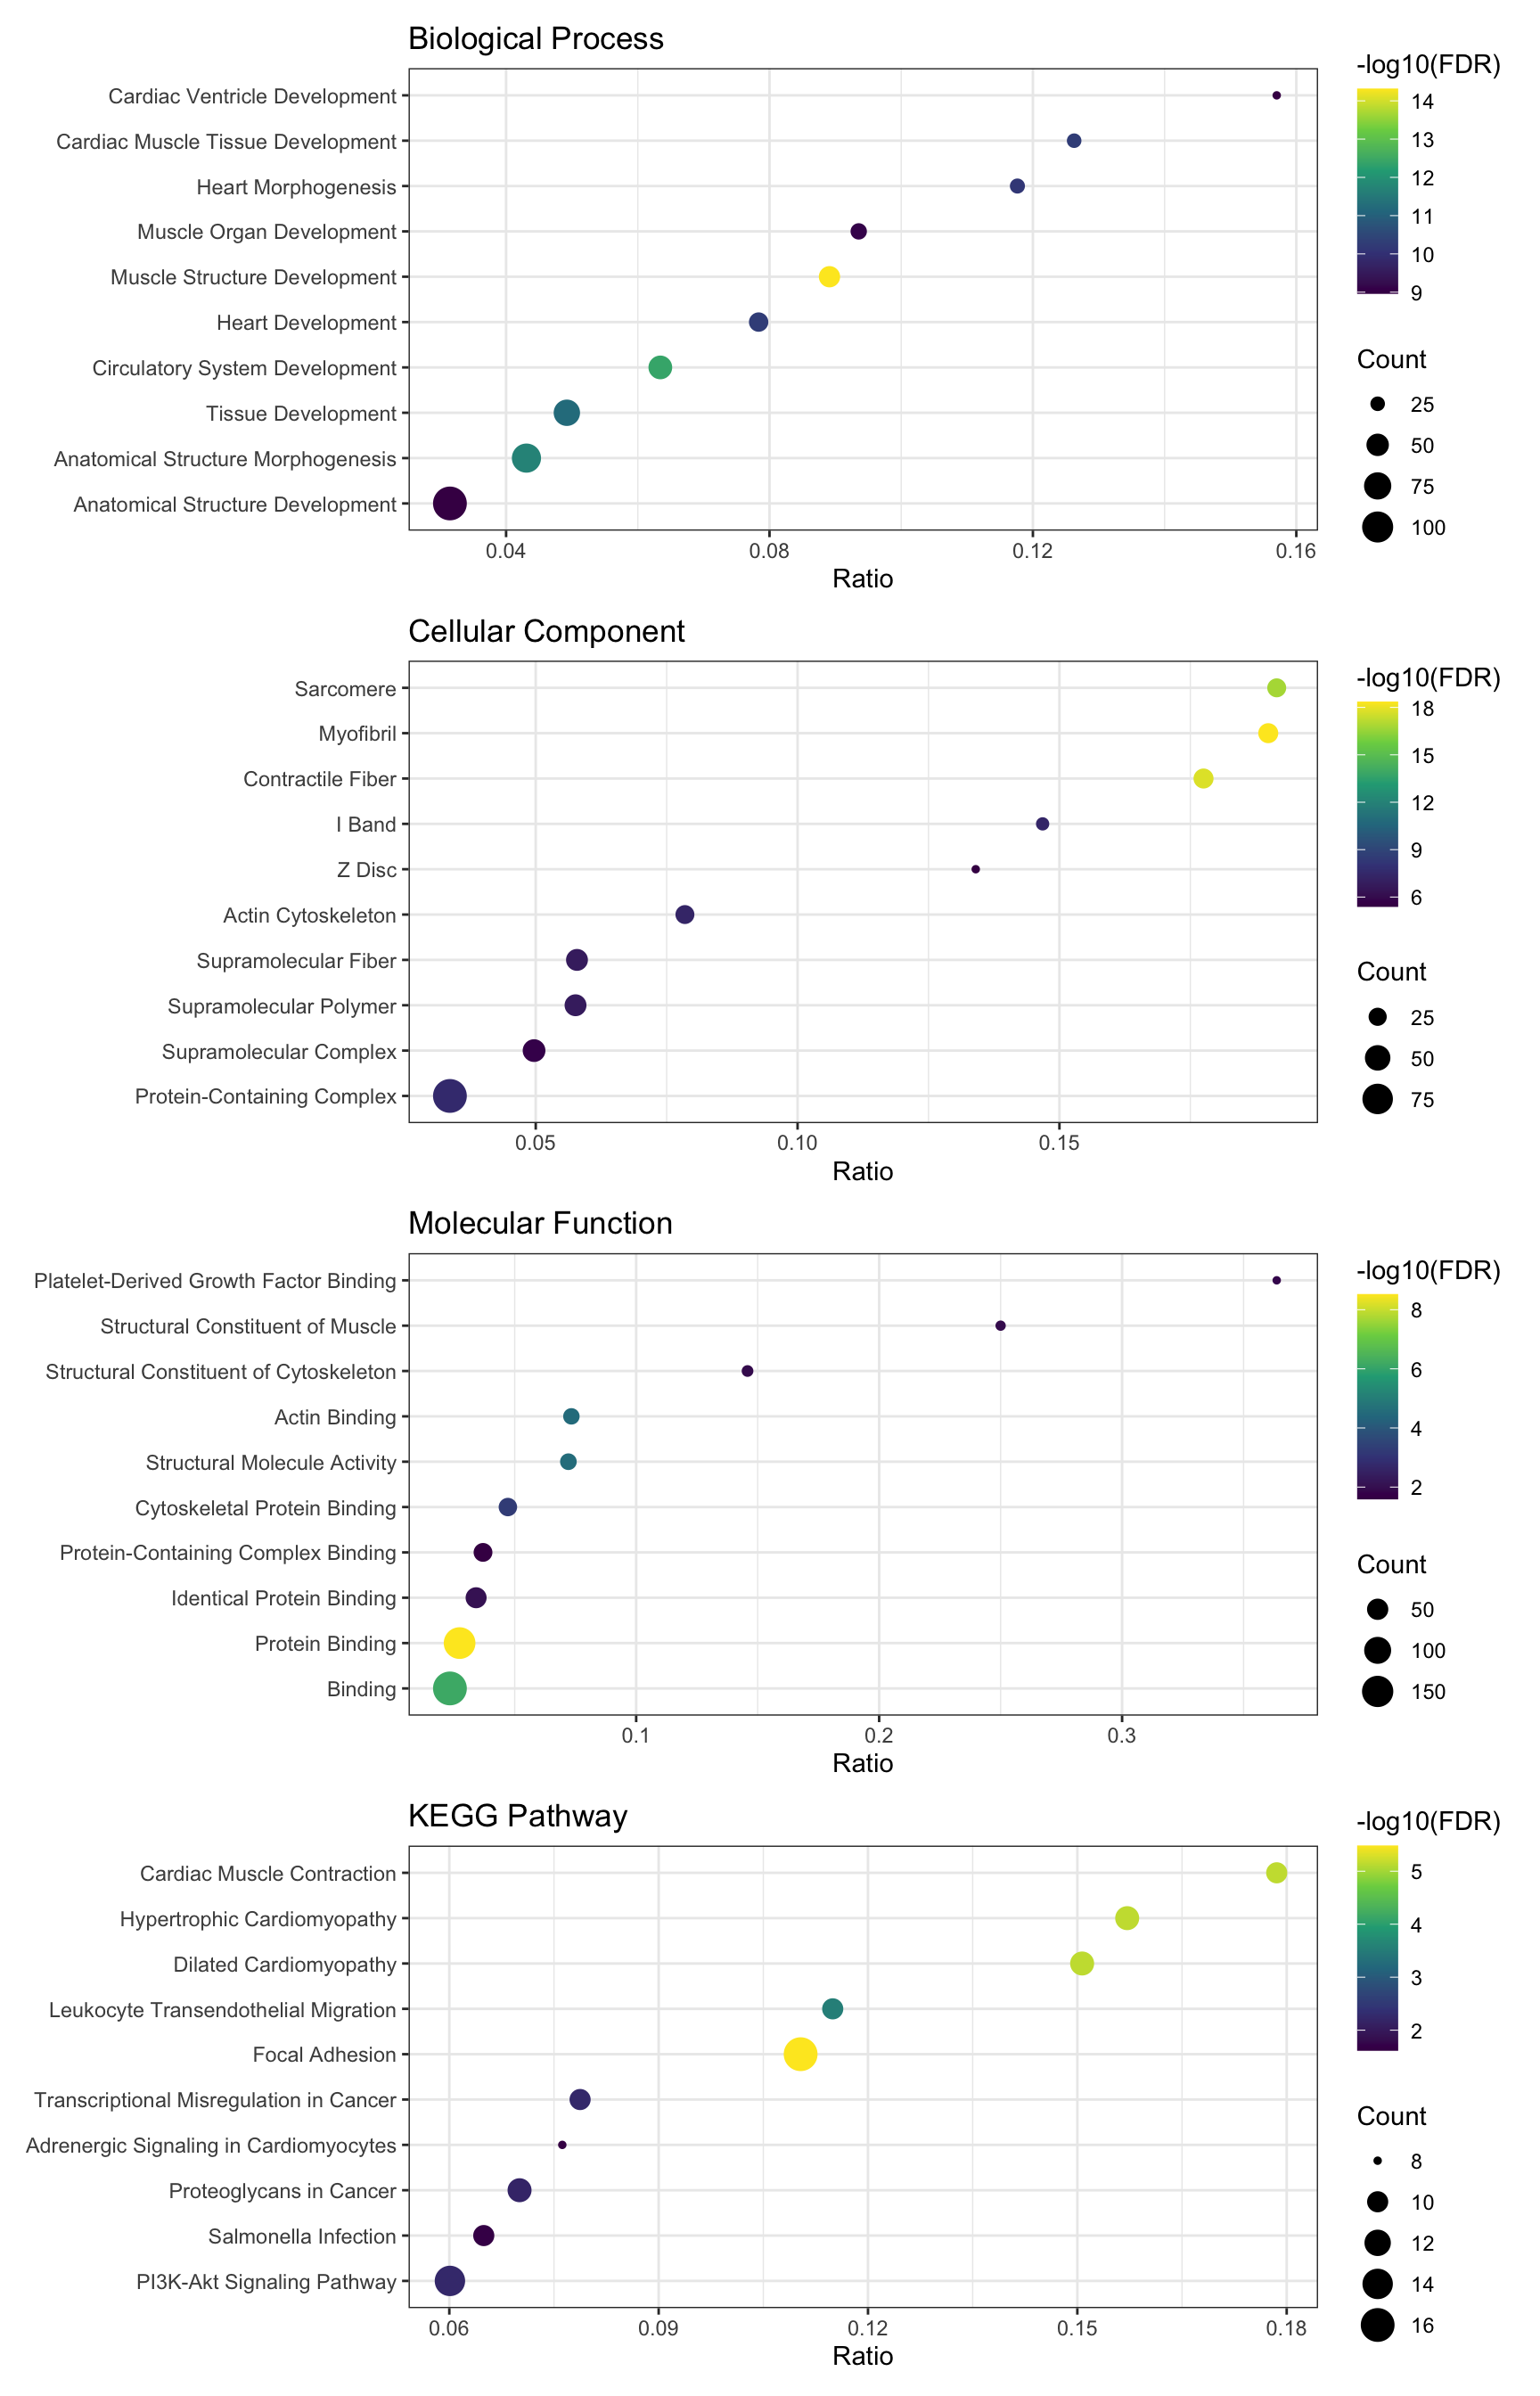 Biological Process
Cardiac Ventricle Development
Cardiac Muscle Tissue Development
Heart Morphogenesis
Muscle Organ Development
Muscle Structure Development
Heart Development
Circulatory System Development
Tissue Development
Anatomical Structure Morphogenesis
Anatomical Structure Development
0.04 0.08 0.12 0.16
Ratio
-log10(FDR)
14
13
12
11
10
9
Count
25
50
75
100
Cellular Component
Sarcomere
Myofibril
Contractile Fiber
I Band
Z Disc
Actin Cytoskeleton
Supramolecular Fiber
Supramolecular Polymer
Supramolecular Complex
Protein-Containing Complex
0.05 0.10 0.15
Ratio
-log10(FDR)
18
15
12
9
6
Count
25
50
75
Molecular Function
Platelet-Derived Growth Factor Binding
Structural Constituent of Muscle
Structural Constituent of Cytoskeleton
Actin Binding
Structural Molecule Activity
Cytoskeletal Protein Binding
Protein-Containing Complex Binding
Identical Protein Binding
Protein Binding
Binding
0.1 0.2 0.3
Ratio
-log10(FDR)
8
6
4
2
Count
50
100
150
KEGG Pathway
Cardiac Muscle Contraction
Hypertrophic Cardiomyopathy
Dilated Cardiomyopathy
Leukocyte Transendothelial Migration
Focal Adhesion
Transcriptional Misregulation in Cancer
Adrenergic Signaling in Cardiomyocytes
Proteoglycans in Cancer
Salmonella Infection
PI3K-Akt Signaling Pathway
0.06 0.09 0.12 0.15 0.18
Ratio
-log10(FDR)
5
4
3
2
Count
8
10
12
14
16